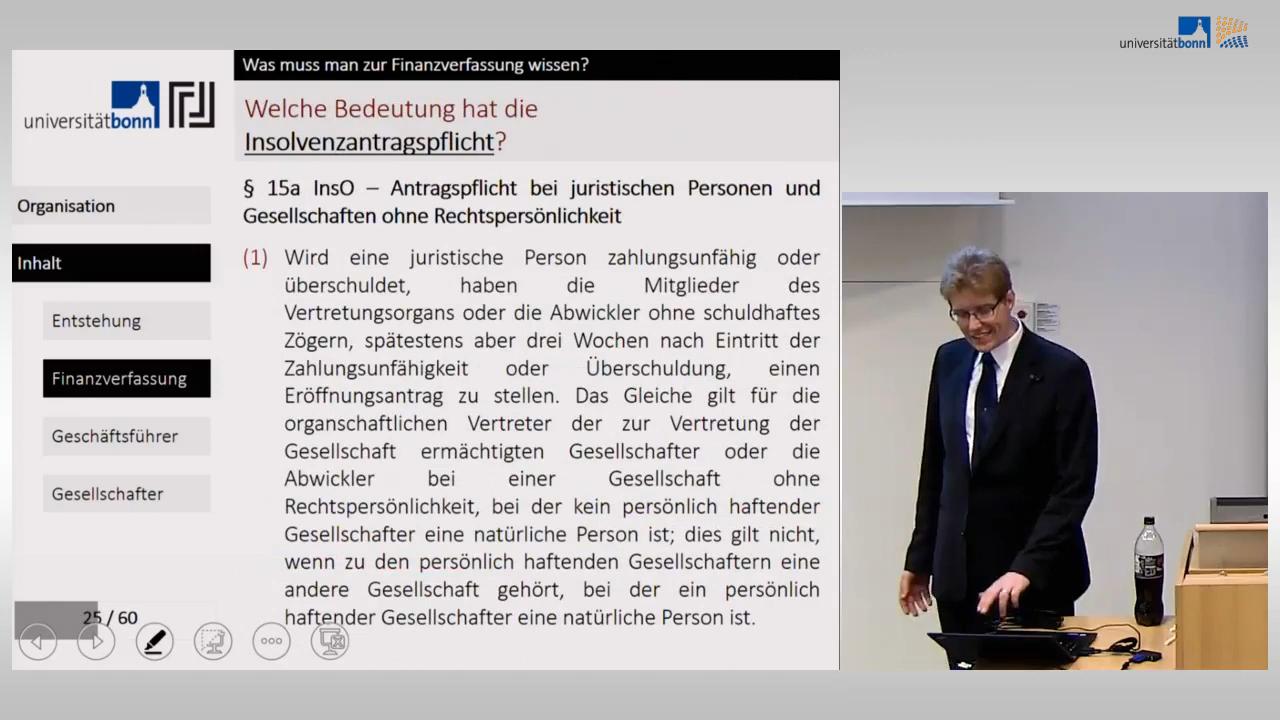 universitätbonn
Was muss man zur Finanzverfassung wissen?
universitätbonn
Welche Bedeutung hat die
Insolvenzantragspflicht?
§ 15a InsO – Antragspflicht bei juristischen Personen und
Gesellschaften ohne Rechtspersönlichkeit
Organisation
Inhalt
Entstehung
Finanzverfassung
Geschäftsführer
Gesellschafter
(1) Wird eine juristische Person zahlungsunfähig oder
überschuldet, haben die Mitglieder des
Vertretungsorgans oder die Abwickler ohne schuldhaftes
Zögern, spätestens aber drei Wochen nach Eintritt der
Zahlungsunfähigkeit oder Überschuldung, einen
Eröffnungsantrag zu stellen. Das Gleiche gilt für die
organschaftlichen Vertreter der zur Vertretung der
Gesellschaft ermächtigten Gesellschafter oder die
Abwickler bei einer Gesellschaft ohne
Rechtspersönlichkeit, bei der kein persönlich haftender
Gesellschafter eine natürliche Person ist; dies gilt nicht,
wenn zu den persönlich haftenden Gesellschaftern eine
andere Gesellschaft gehört, bei der ein persönlich
haftender Gesellschafter eine natürliche Person ist.
25 / 60